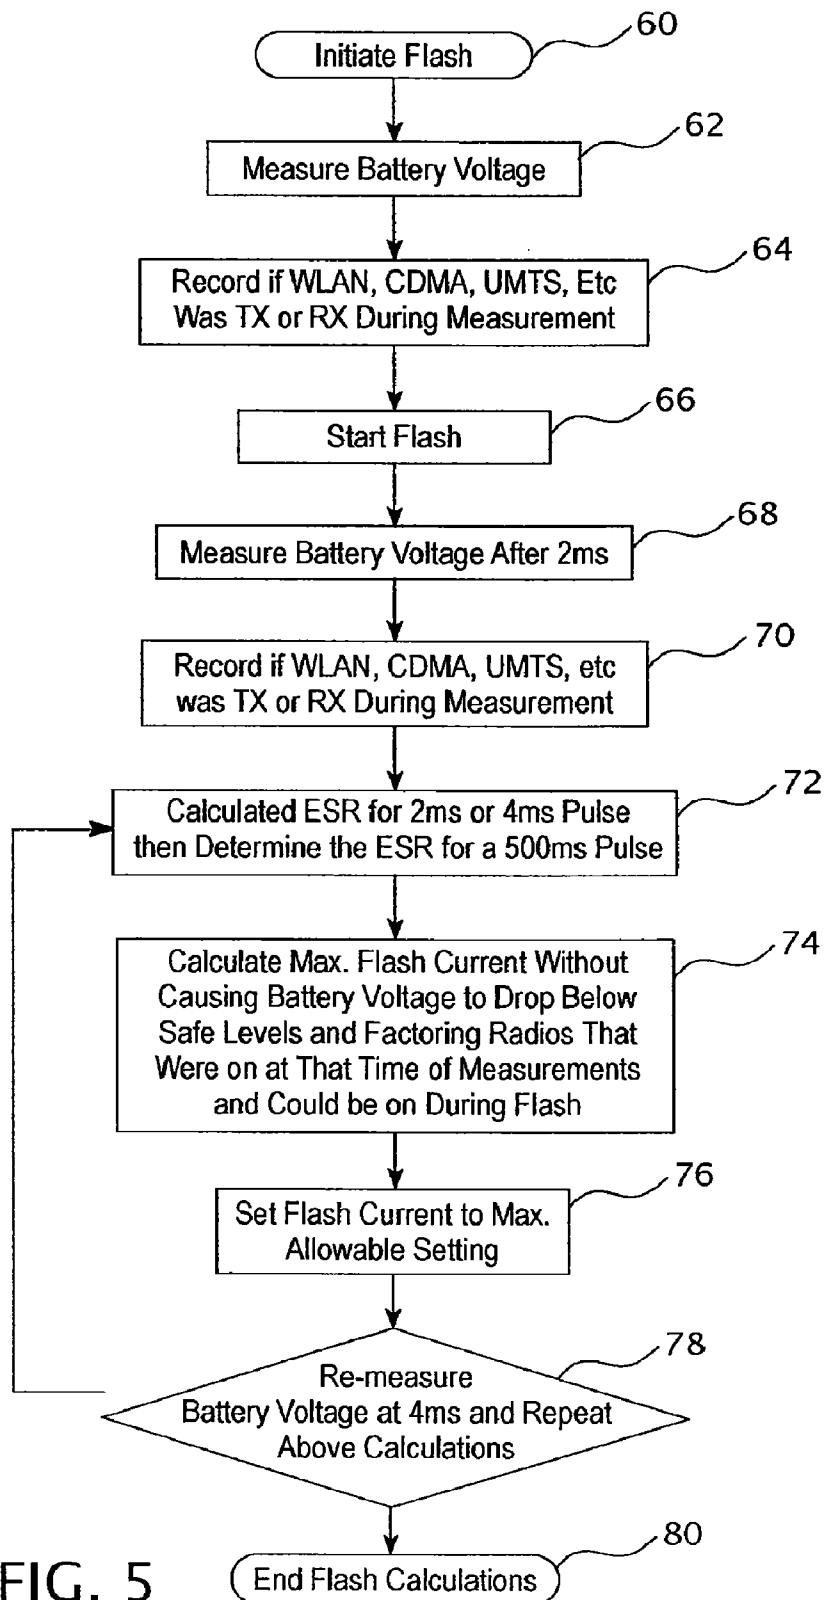 60
Initiate Flash
62
Measure Battery Voltage
64
Record if WLAN, CDMA, UMTS, Etc
Was TX or RX During Measurement
66
Start Flash
68
Measure Battery Voltage After 2ms
70
Record if WLAN, CDMA, UMTS, etc
was TX or RX During Measurement
72
Calculated ESR for 2ms or 4ms Pulse
then Determine the ESR for a 500ms Pulse
74
Calculate Max. Flash Current Without
Causing Battery Voltage to Drop Below
Safe Levels and Factoring Radios That
Were on at That Time of Measurements
and Could be on During Flash
76
Set Flash Current to Max.
Allowable Setting
78
Re-measure
Battery Voltage at 4ms and Repeat
Above Calculations
80
End Flash Calculations
FIG. 5